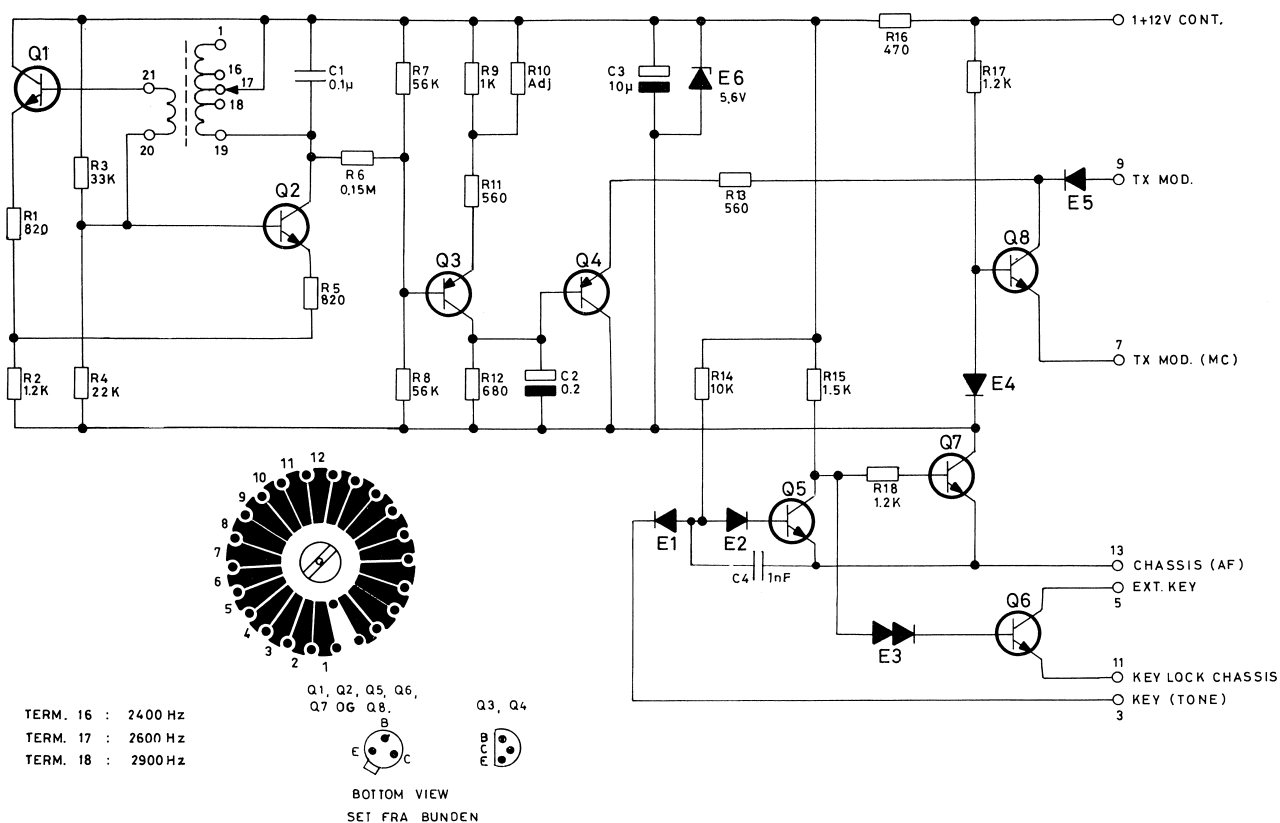 1+12V CONT.
R16
470
Q1
1
21
16
17
18
20
19
C1
0.1µ
R7
56K
R9
1K
R10
Adj
C3
10µ
E6
5,6V
R17
1.2K
9
TX MOD.
R3
33K
R6
0,15M
R11
560
R13
560
E5
Q2
R1
820
Q8
Q3
Q4
R5
820
7
TX MOD. (MC)
R2
1.2K
R4
22K
R8
56K
R12
680
C2
0.2
R14
10K
R15
1.5K
E4
Q7
R18
1.2K
Q5
E1
E2
C4
1nF
13
CHASSIS (AF)
EXT. KEY
5
Q6
E3
11
KEY LOCK CHASSIS
KEY (TONE)
3
12
11
10
9
8
7
6
5
4
3
2
1
TERM. 16 : 2400 Hz
TERM. 17 : 2600 Hz
TERM. 18 : 2900 Hz
Q1, Q2, Q5, Q6,
Q7 OG Q8.
B
E
C
Q3, Q4
B
C
E
BOTTOM VIEW
SET FRA BUNDEN